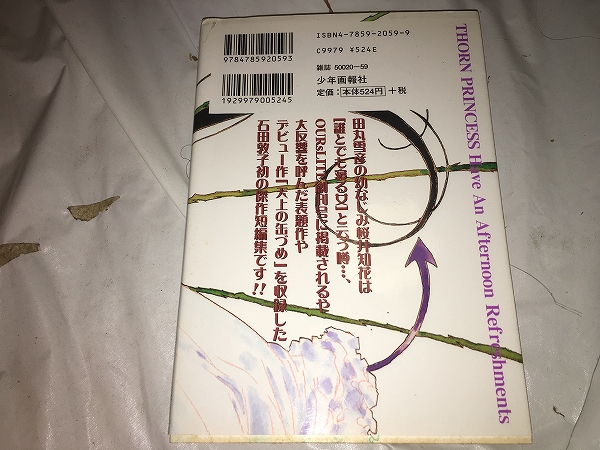 ISBN4-7859-2059-9
C9979 ¥524E
雑誌 50020-59
少年画報社
定価:本体524円+税
9784785920593
1929979005245
THORN PRINCESS Have An Afternoon Refreshments
田丸雪彦の幼なじみ桜井知花は
【誰とでも寝る女】と云う噂…、
OURsLITE創刊号に掲載されるや
大反響を呼んだ表題作や
デビュー作【天上の缶づめ】を収録した
石田敦子初の傑作短編集です!!